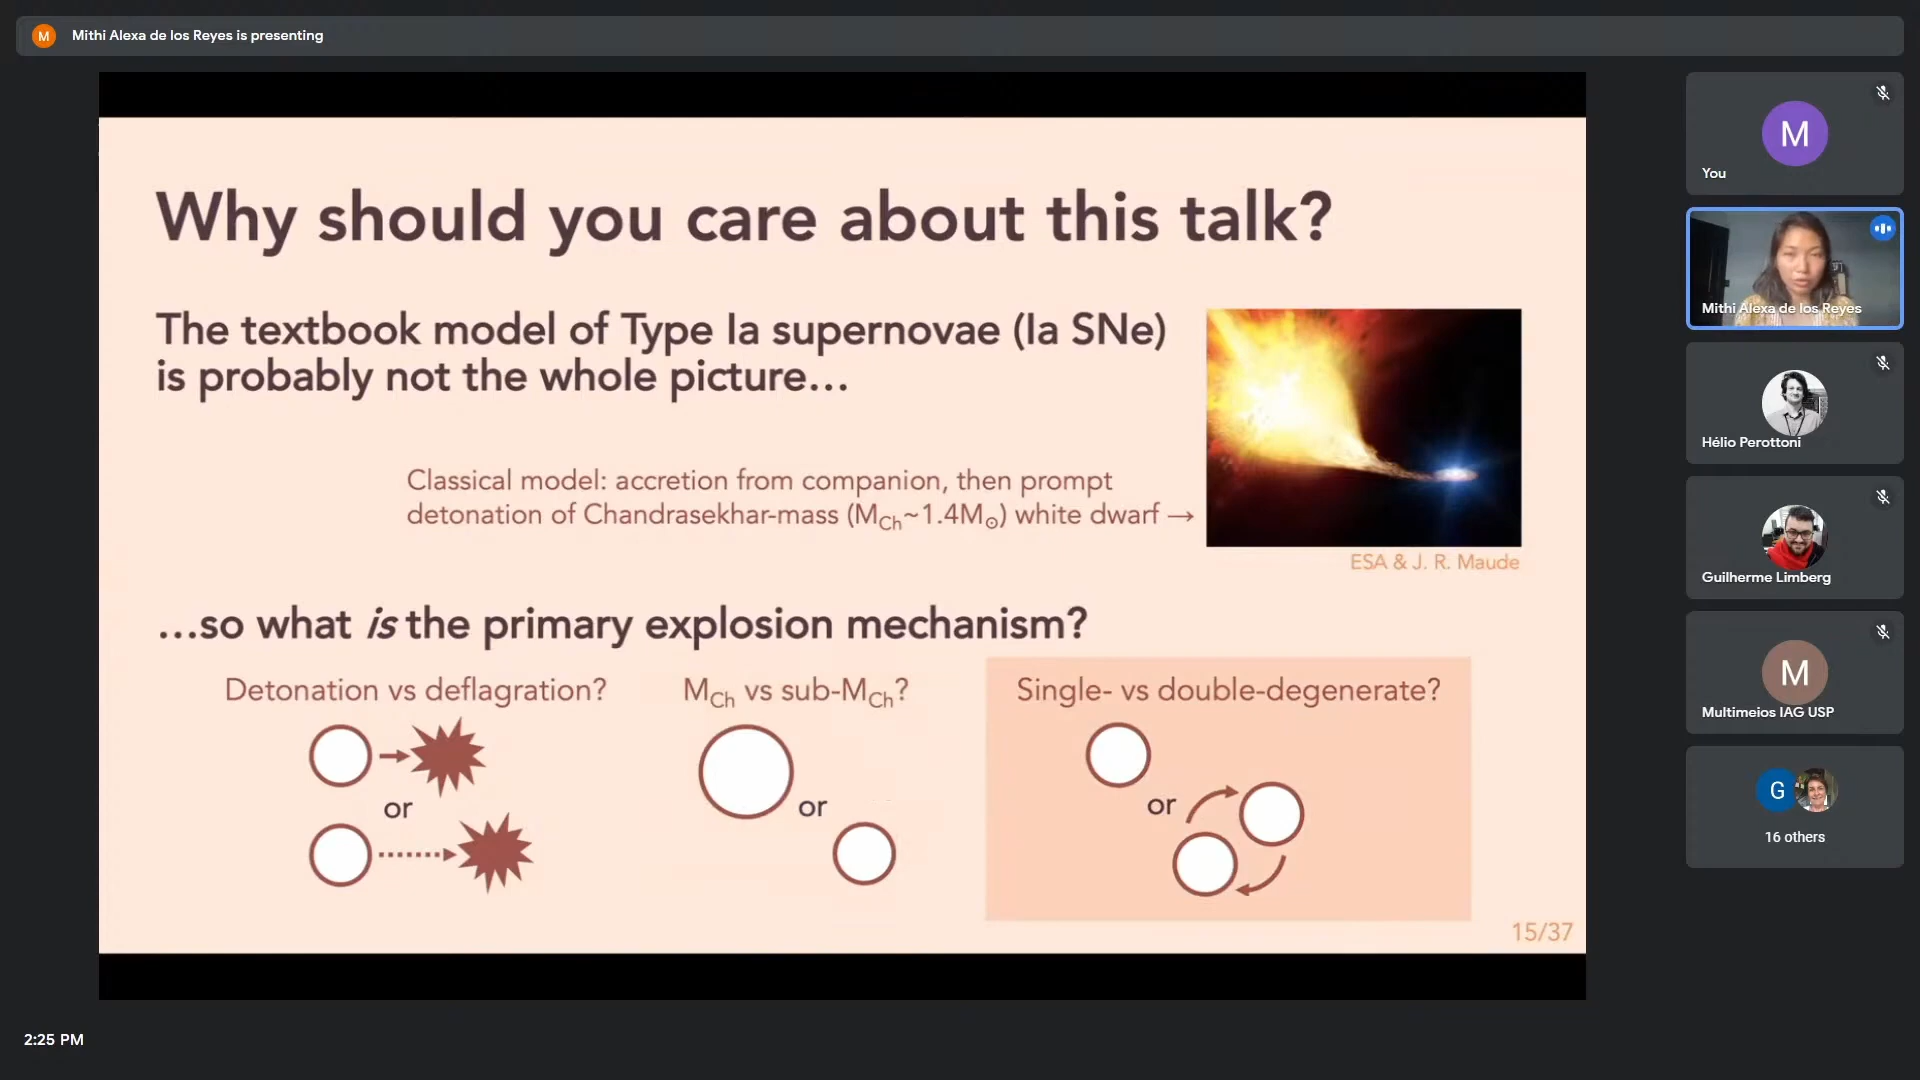 M
Mithi Alexa de los Reyes is presenting
Why should you care about this talk?
The textbook model of Type Ia supernovae (Ia SNe)
is probably not the whole picture...
Classical model: accretion from companion, then prompt
detonation of Chandrasekhar-mass (M_Ch~1.4M_⊙) white dwarf →
ESA & J. R. Maude
...so what is the primary explosion mechanism?
Detonation vs deflagration?
or
M_Ch vs sub-M_Ch?
or
Single- vs double-degenerate?
or
15/37
M
You
Mithi Alexa de los Reyes
Hélio Perottoni
Guilherme Limberg
M
Multimeios IAG USP
G
16 others
2:25 PM